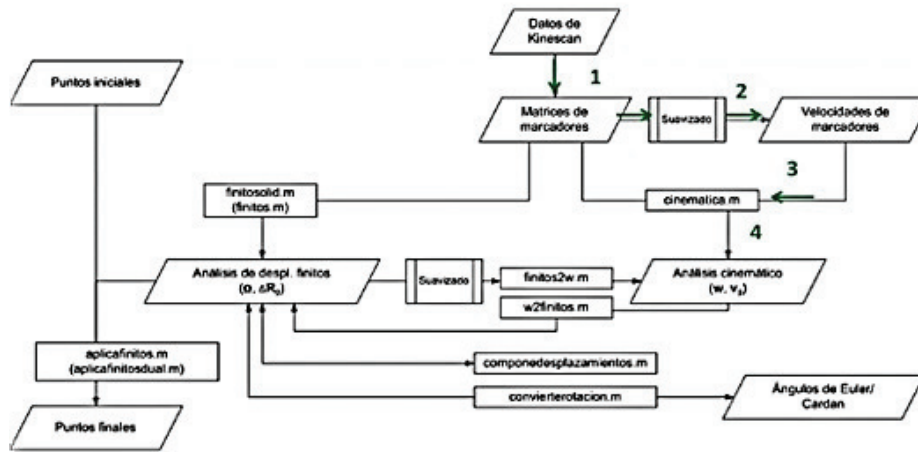 Datos de
Kinescan
1
Puntos iniciales
Matrices de
marcadores
Suavizado
2
Velocidades de
marcadores
3
finitosolid.m
(finitos.m)
cinematica.m
4
Análisis de despl. finitos
Suavizado
finitos2w.m
w2finitos.m
Análisis cinemático
aplicafinitos.m
(aplicafinitosdual.m)
componedesplazamientos.m
convierterotacion.m
Ángulos de Euler/
Cardan
Puntos finales